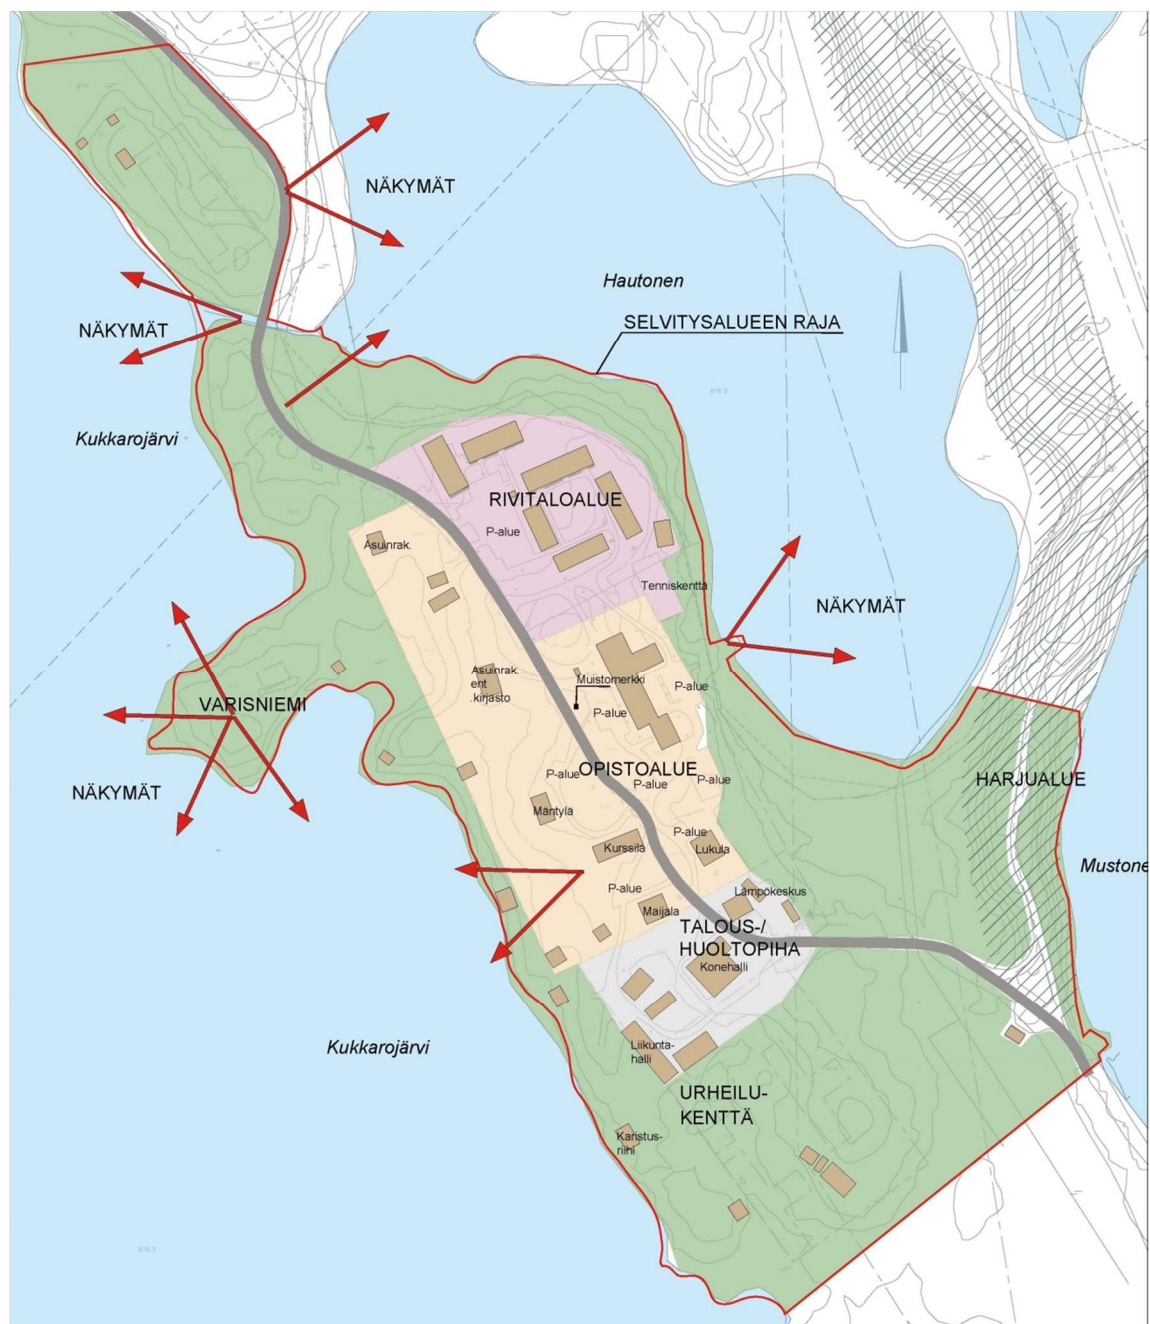 NÄKYMÄT
Hautonen
SELVITYSALUEEN RAJA
NÄKYMÄT
Kukkarojärvi
RIVITALOALUE
P-alue
Asuinrak.
Tenniskenttä
NÄKYMÄT
Asuinrak.
ent
.kirjasto
Muistomerkki
P-alue
VARISNIEMI
P-alue
OPISTOALUE
P-alue
P-alue
P-alue
HARJUALUE
NÄKYMÄT
Mäntylä
P-alue
Kurssila
Lukula
Mustone
P-alue
Lämpökeskus
Maijala
TALOUS-/
HUOLTOPIHA
Konehalli
Kukkarojärvi
Liikunta-
halli
URHEILU-
KENTTÄ
Karistus-
riihi